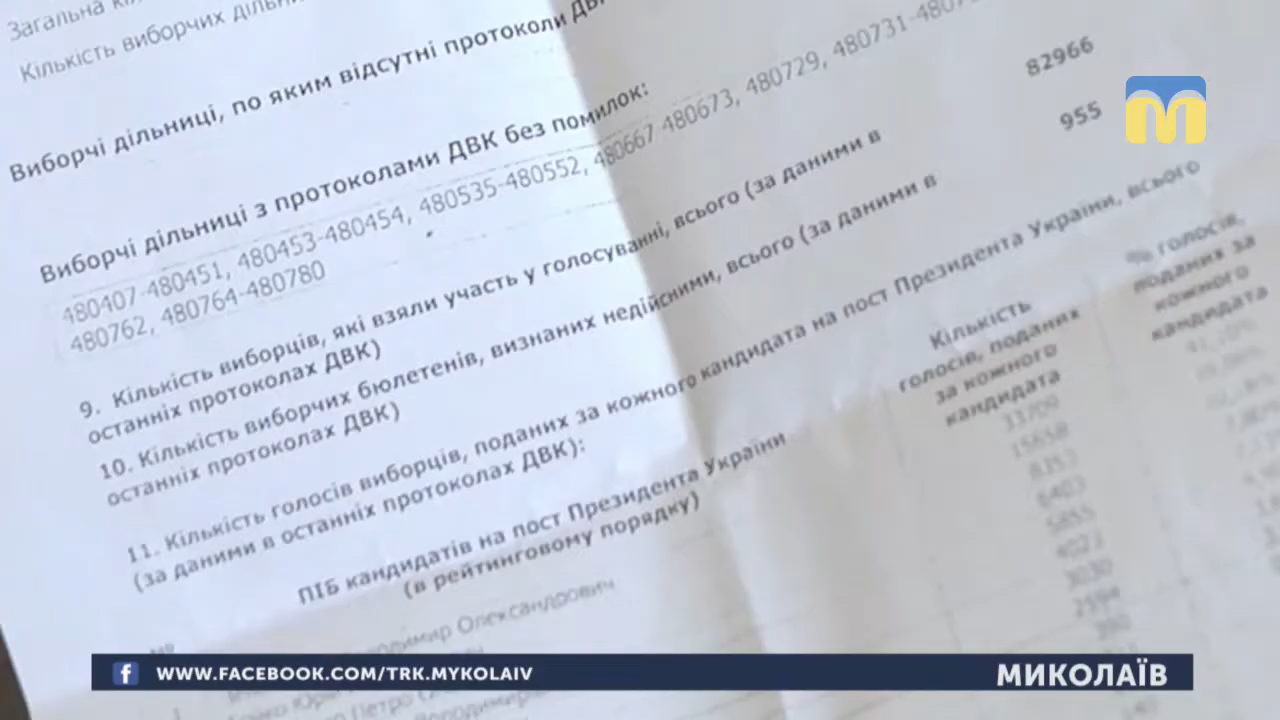 Загальна
Кількість виборчих
Виборчі дільниці, по яким відсутні протоколи
Виборчі дільниці з протоколами ДВК без помилок:
480407-480451, 480453-480454, 480535-480552, 480667-480673, 480729, 480731-
480762, 480764-480780
9. Кількість виборців, які взяли участь у голосуванні, всього (за даними в
останніх протоколах ДВК)
82966
10. Кількість виборчих бюлетенів, визнаних недійсними, всього (за даними в
останніх протоколах ДВК)
955
11. Кількість голосів виборців, поданих за кожного кандидата на пост Президента України, всього
(за даними в останніх протоколах ДВК):
ПІБ кандидатів на пост Президента України
(в рейтинговому порядку)
Кількість
голосів, поданих
за кожного
кандидата
% голосів,
поданих за
кожного
кандидата
Олександрович
33709
15658
6403
5855
4023
3030
Петро
WWW.FACEBOOK.COM/TRK.MYKOLAIV
МИКОЛАЇВ